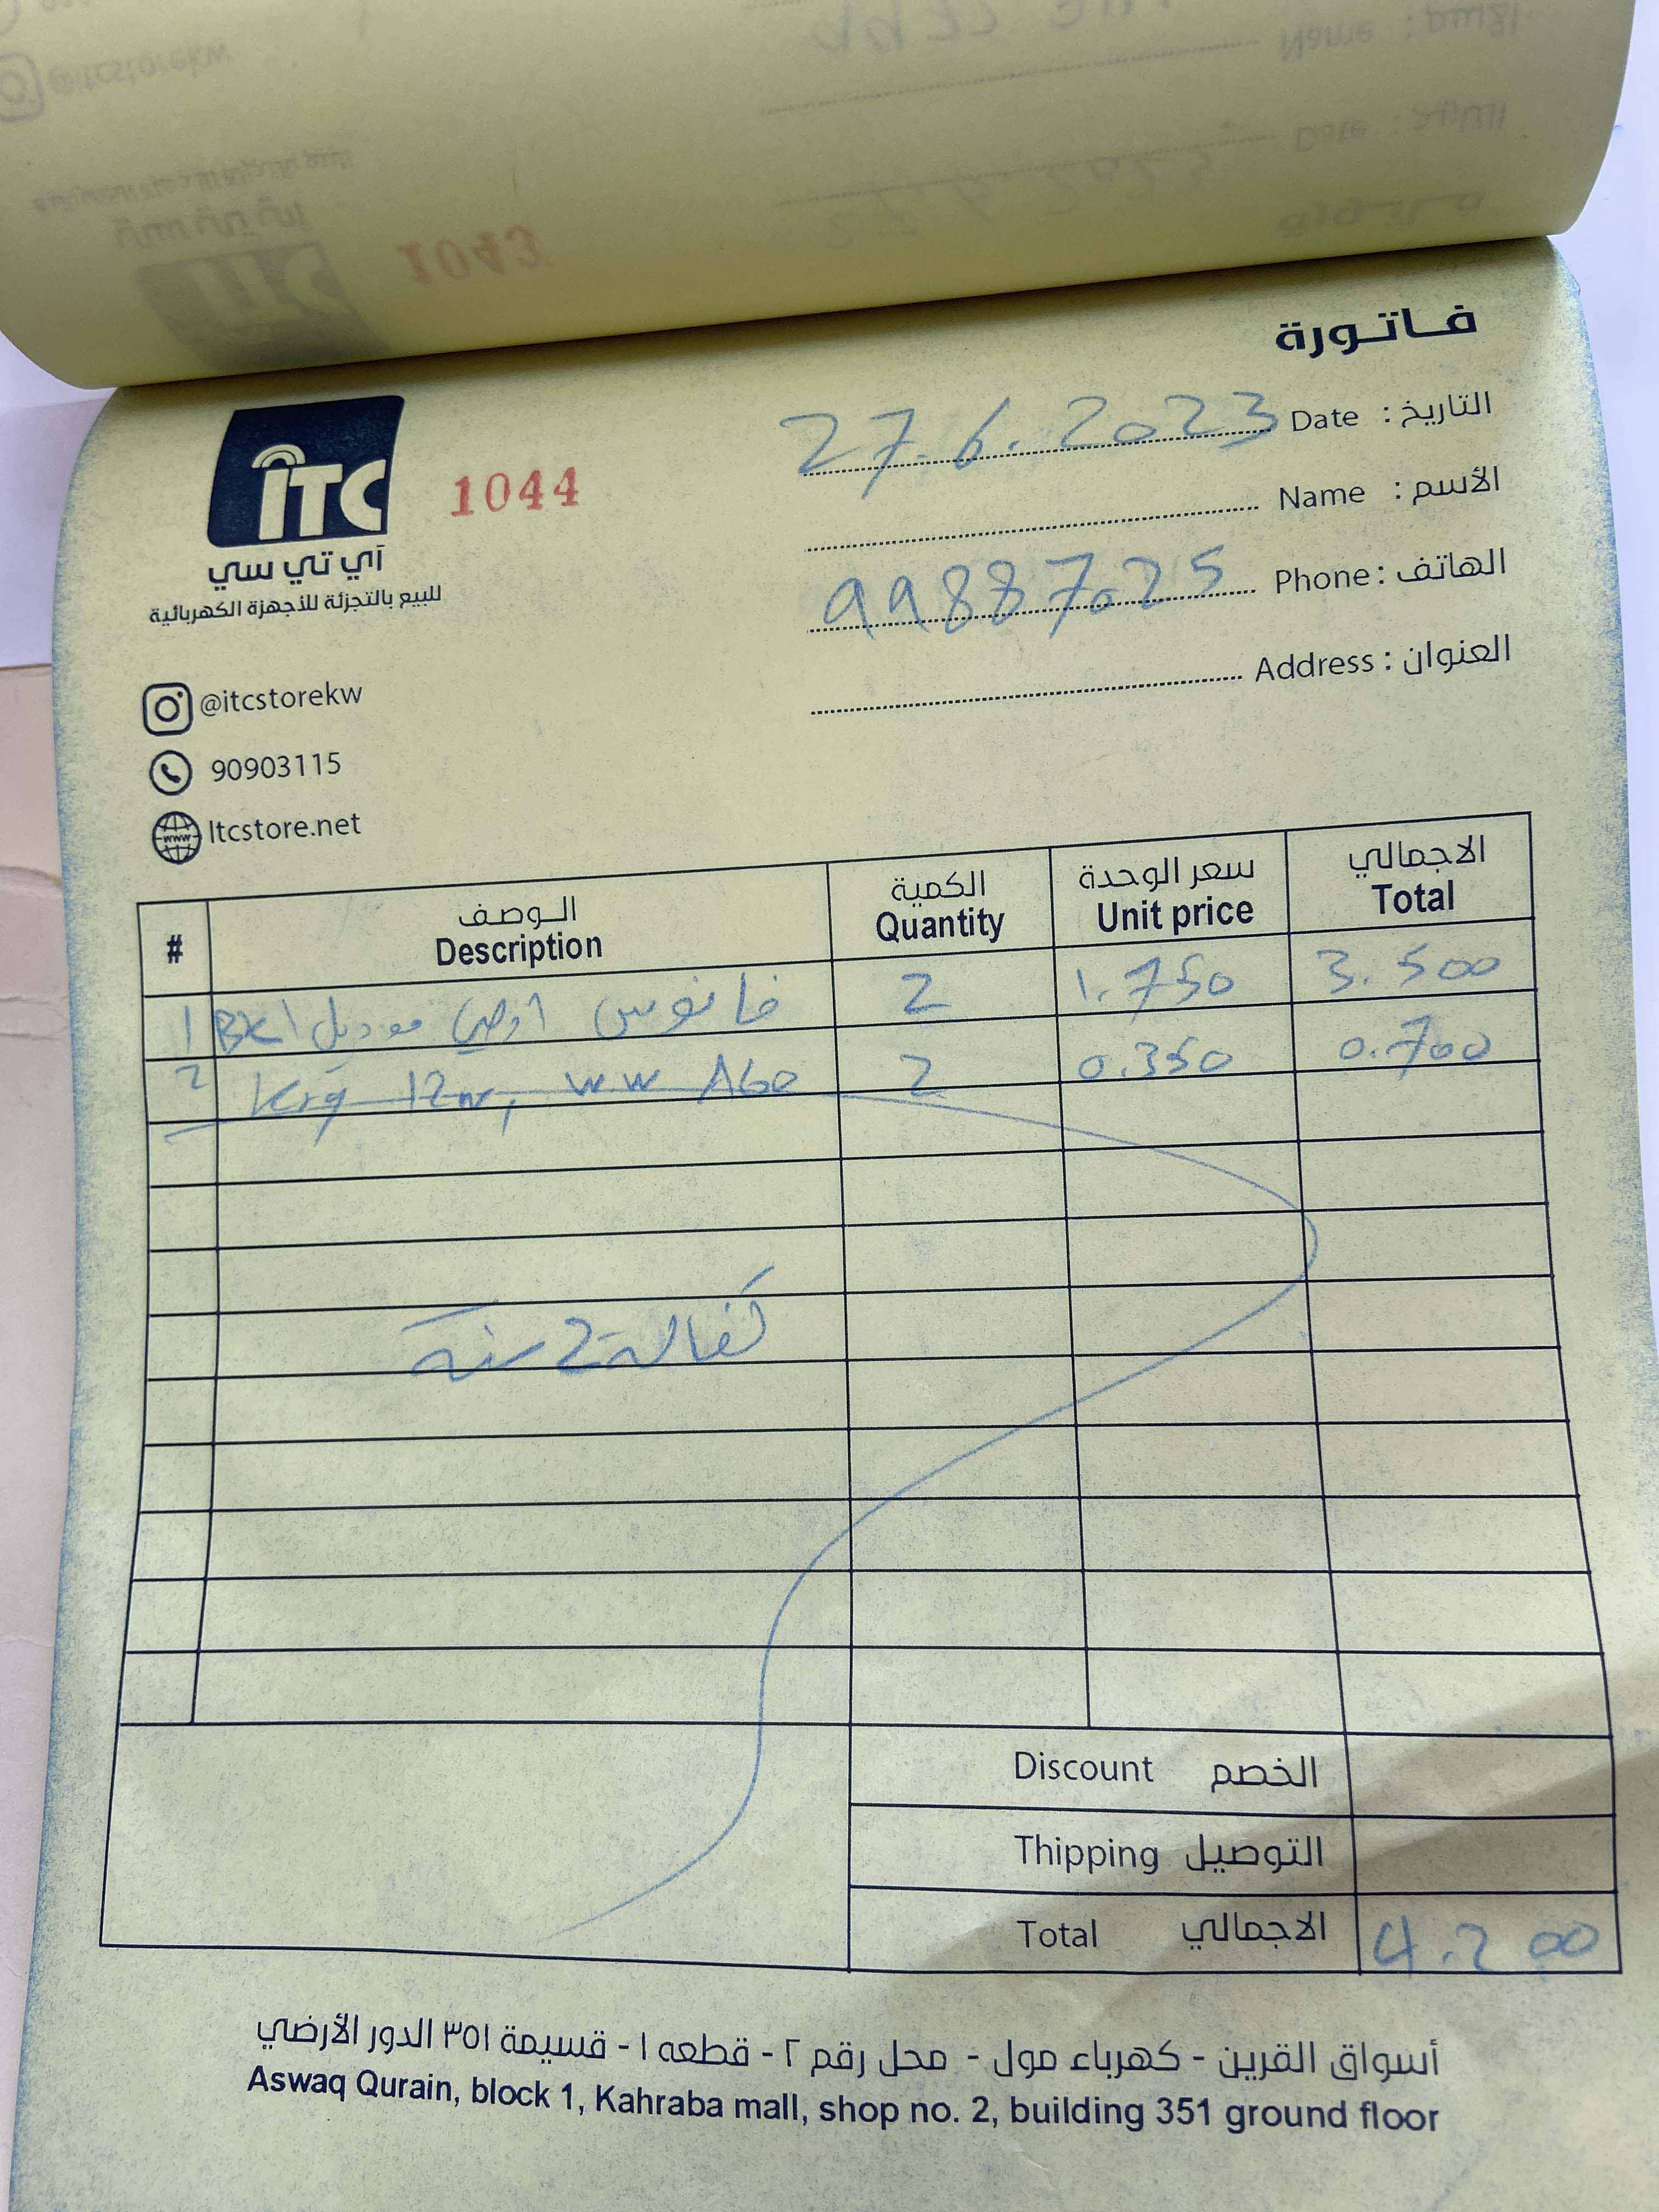 فاتورة
التاريخ : Date 27.6.2023
الأسم : Name
الهاتف : Phone 99887025
العنوان : Address
ITC
1044
آي تي سي
للبيع بالتجزئة للأجهزة الكهربائية
@itcstorekw
90903115
Itcstore.net
# الوصف الكمية سعر الوحدة الاجمالي
Description Quantity Unit price Total
1 فانوس ارضي موديل BK1 2 1.750 3.500
2 Krg 12w, WW A60 2 0.350 0.700
كفالة 2 سنة
Discount الخصم
Thipping التوصيل
Total الاجمالي 4.200
أسواق القرين - كهرباء مول - محل رقم ٢ - قطعه ١ - قسيمة ٣٥١ الدور الأرضي
Aswaq Qurain, block 1, Kahraba mall, shop no. 2, building 351 ground floor